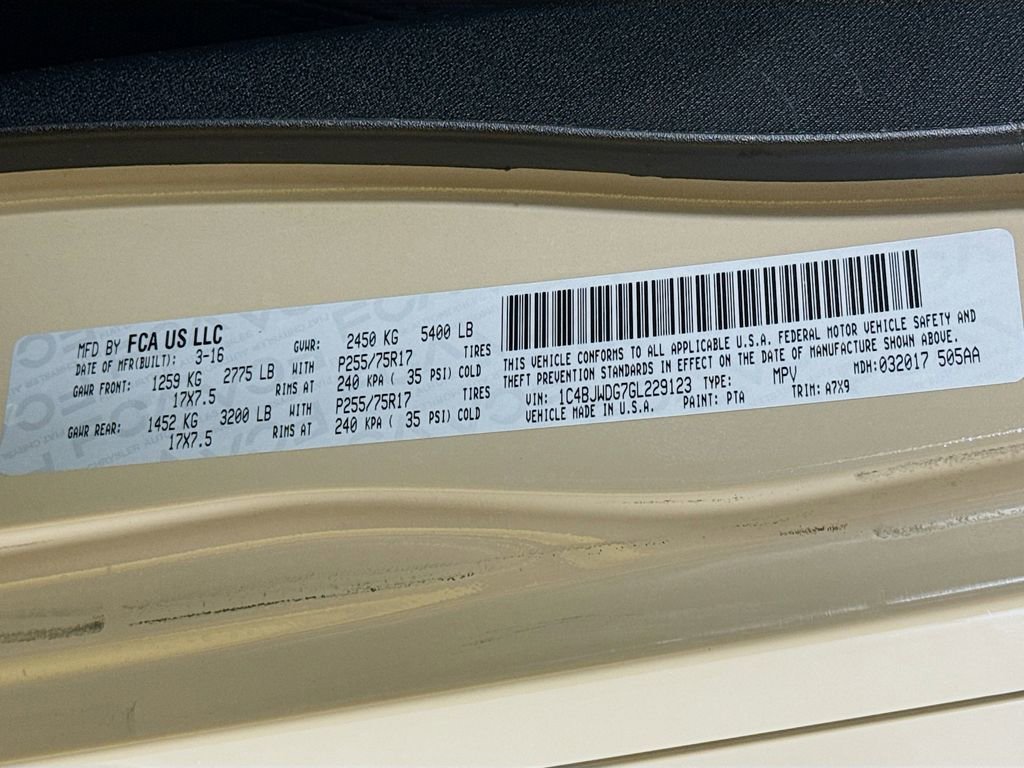 MFD BY FCA US LLC
DATE OF MFR(BUILT): 3-16 GVWR: 2450 KG 5400 LB
GAWR FRONT: 1259 KG 2775 LB WITH P255/75R17 TIRES
17X7.5 RIMS AT 240 KPA ( 35 PSI) COLD
GAWR REAR: 1452 KG 3200 LB WITH P255/75R17 TIRES
17X7.5 RIMS AT 240 KPA ( 35 PSI) COLD
THIS VEHICLE CONFORMS TO ALL APPLICABLE U.S.A. FEDERAL MOTOR VEHICLE SAFETY AND
THEFT PREVENTION STANDARDS IN EFFECT ON THE DATE OF MANUFACTURE SHOWN ABOVE.
VIN: 1C4BJWDG7GL229123 TYPE: MPV MDH:032017 505AA
VEHICLE MADE IN U.S.A. PAINT: PTA TRIM: A7X9